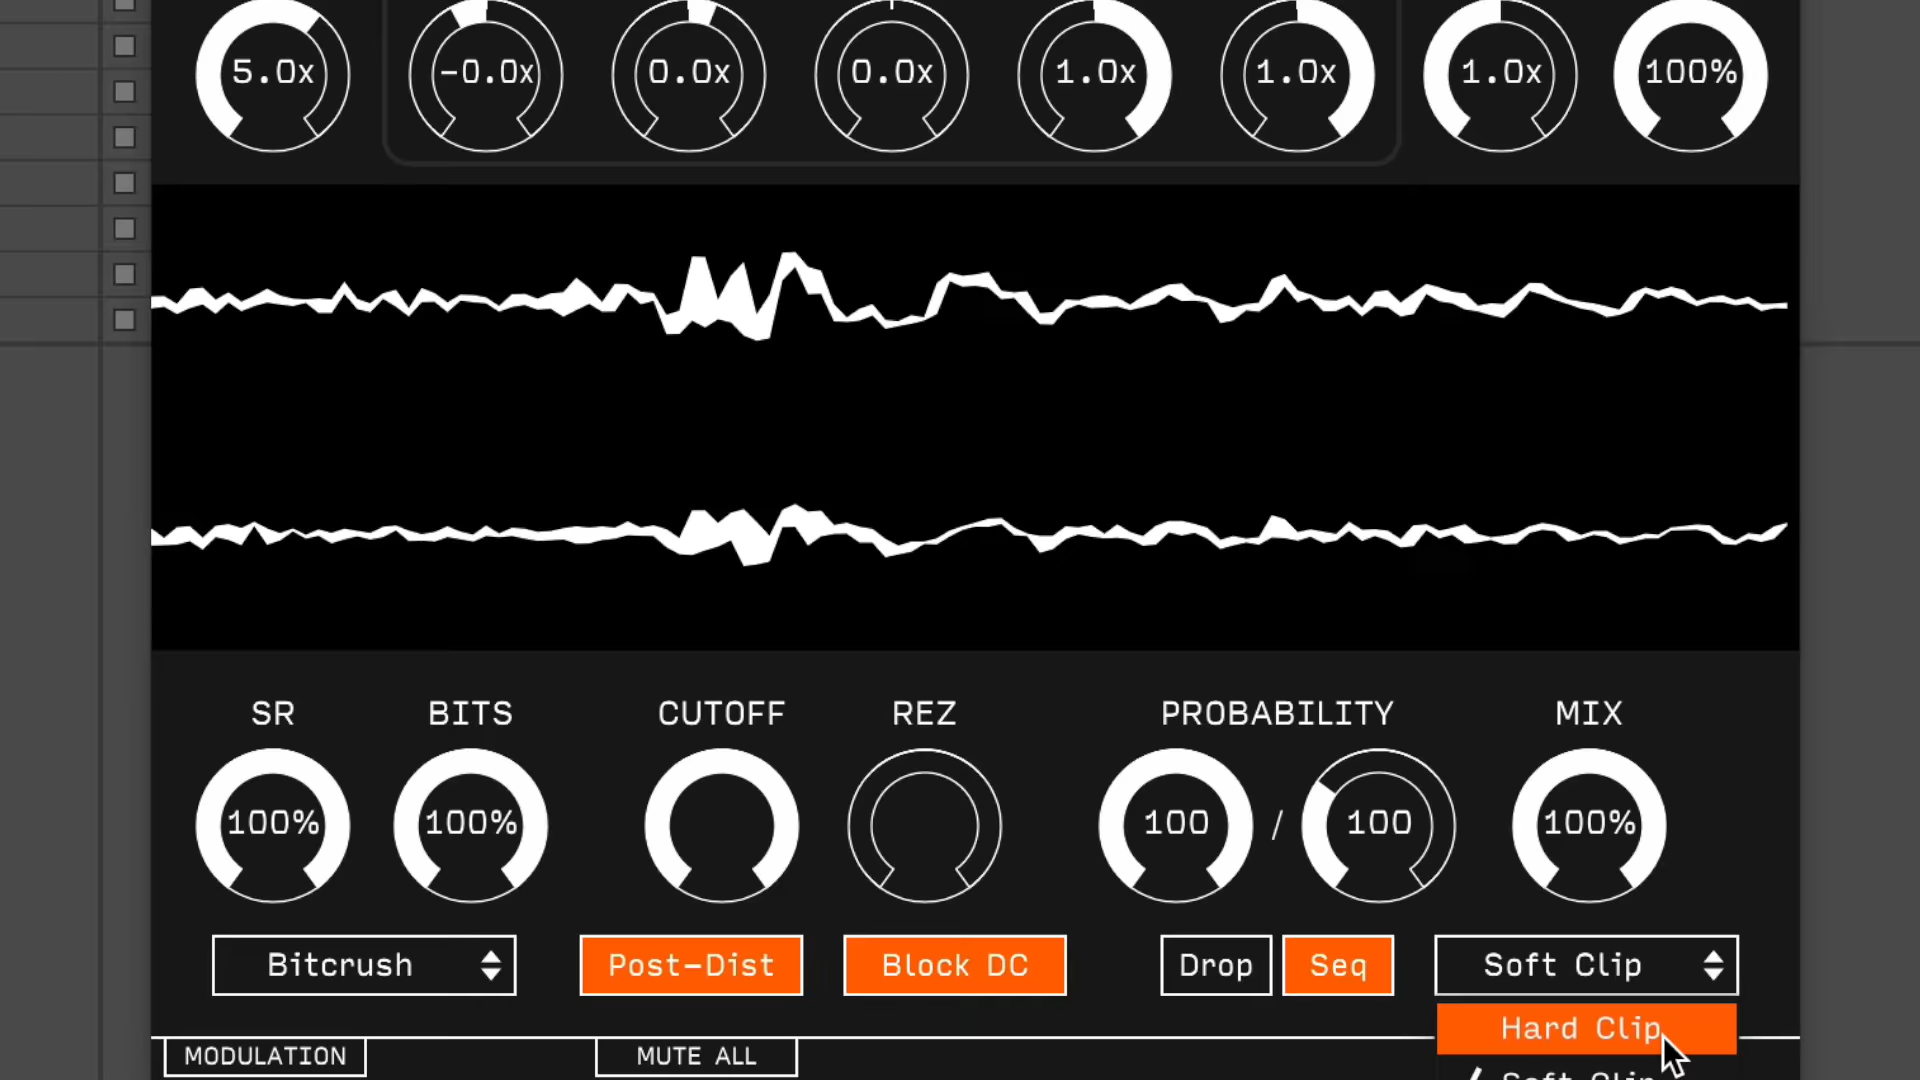 5.0x -0.0x 0.0x 0.0x 1.0x 1.0x 1.0x 100%
SR BITS CUTOFF REZ PROBABILITY MIX
100% 100% 100 / 100 100%
Bitcrush Post-Dist Block DC Drop Seq Soft Clip
Hard Clip
MODULATION MUTE ALL
Soft Clip